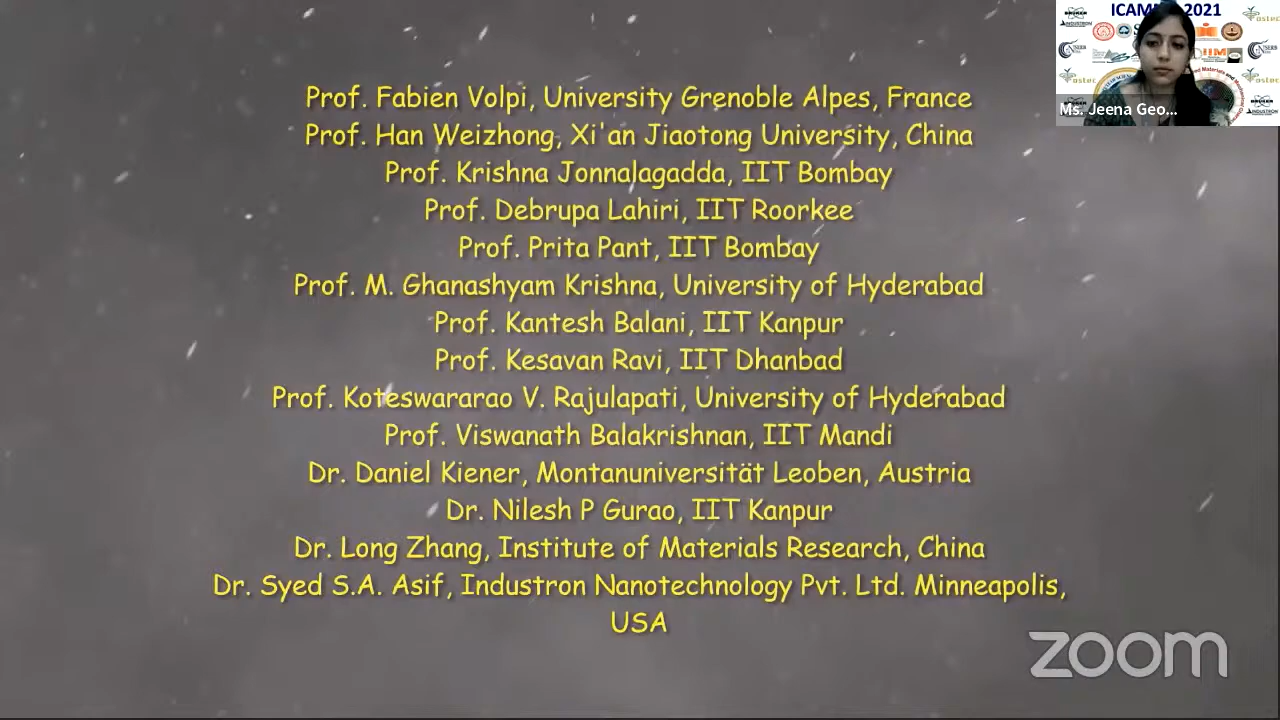 Prof. Fabien Volpi, University Grenoble Alpes, France
Prof. Han Weizhong, Xi'an Jiaotong University, China
Prof. Krishna Jonnalagadda, IIT Bombay
Prof. Debrupa Lahiri, IIT Roorkee
Prof. Prita Pant, IIT Bombay
Prof. M. Ghanashyam Krishna, University of Hyderabad
Prof. Kantesh Balani, IIT Kanpur
Prof. Kesavan Ravi, IIT Dhanbad
Prof. Koteswararao V. Rajulapati, University of Hyderabad
Prof. Viswanath Balakrishnan, IIT Mandi
Dr. Daniel Kiener, Montanuniversität Leoben, Austria
Dr. Nilesh P Gurao, IIT Kanpur
Dr. Long Zhang, Institute of Materials Research, China
Dr. Syed S.A. Asif, Industron Nanotechnology Pvt. Ltd. Minneapolis,
USA
2021
Ms. Jeena Geo...
zoom